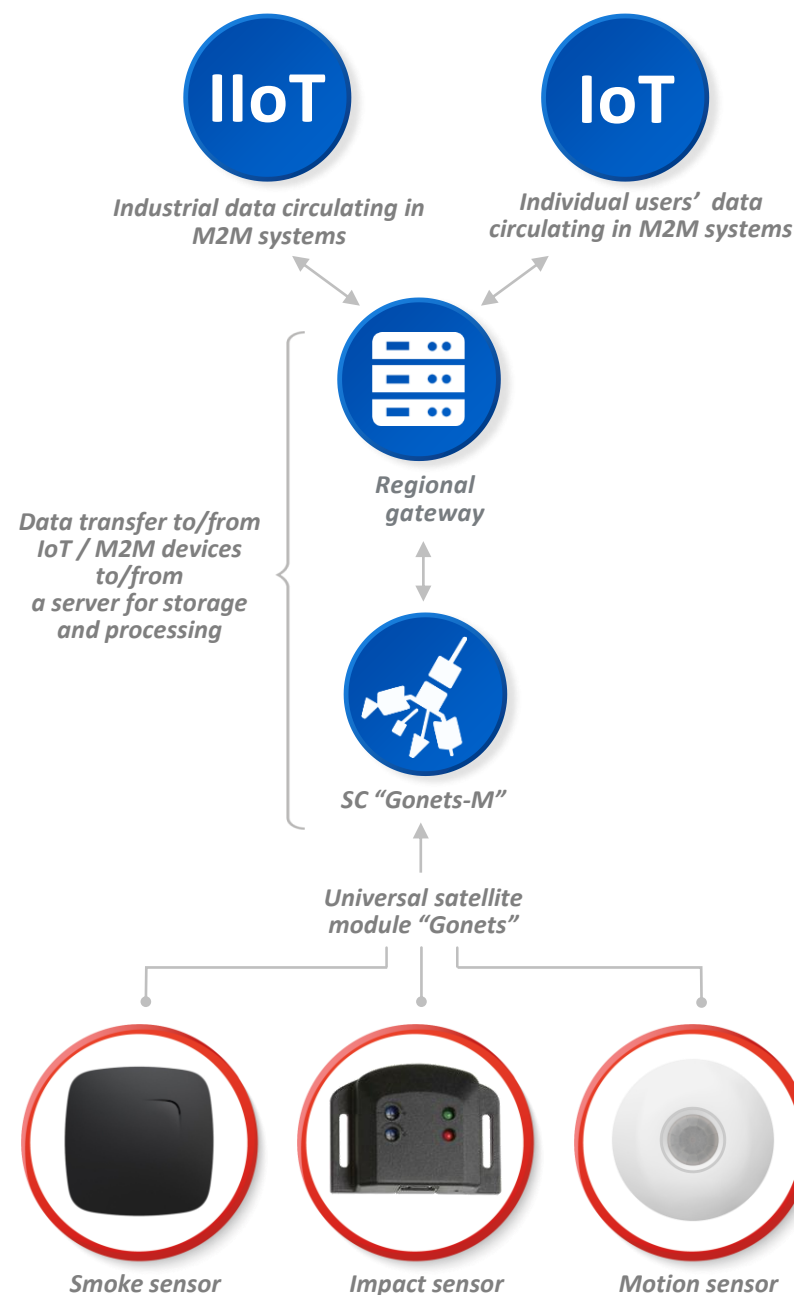 IIoT
IoT
Industrial data circulating in
M2M systems
Individual users’ data
circulating in M2M systems
Regional
gateway
Data transfer to/from
IoT / M2M devices
to/from
a server for storage
and processing
SC “Gonets-M”
Universal satellite
module “Gonets”
Smoke sensor
Impact sensor
Motion sensor